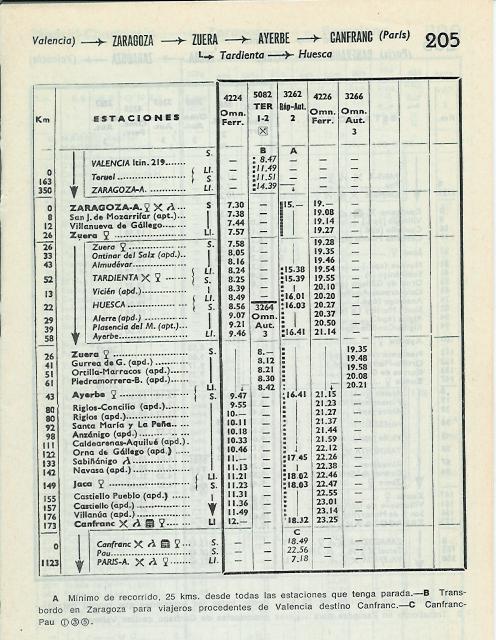 Valencia) → ZARAGOZA → ZUERA → AYERBE → CANFRANC (París) 205
Tardienta → Huesca
Km ESTACIONES 4224 Omn. Ferr. 5082 TER 1-2 3262 Ráp-Aut. 2 4226 Omn. Ferr. 3266 Omn. Aut. 3
B A
VALENCIA Itin. 219 S. — 8.47 — — —
0 Teruel Ll. — 11.49 — — —
163 S — 11.51 — — —
350 ZARAGOZA-A. Ll. — 14.39 — —
0 ZARAGOZA-A. S 7.30 — 15.— 19.— —
8 San J. de Mozarrifar (apt.) 7.38 — 19.08 —
12 Villanueva de Gállego 7.44 — 19.14 —
26 Zuera Ll. 7.57 — 19.27 —
26 Zuera S. 7.58 — 19.28 —
33 Ontinar del Salz (apd.) 8.05 — 19.35 —
43 Almudévar 8.16 — 19.46 —
52 TARDIENTA Ll. 8.24 — 15.38 19.54 —
S. 8.25 — 15.39 19.55 —
13 Vicién (apd.) 8.39 — 20.10 —
22 HUESCA Ll. 8.49 — 16.01 20.20 —
S. 8.56 3264 16.03 20.27 —
29 Alerre (apd.) 9.07 Omn. 20.37 —
39 Plasencia del M. (apt.) 9.21 Aut. 20.50 —
58 Ayerbe Ll. 9.46 3 16.41 21.14 —
26 Zuera S. — 8.— — 19.35
41 Gurrea de G. (apd.) — 8.12 — 19.48
51 Ortilla-Marracos (apd.) — 8.21 — 19.58
61 Piedramorrera-B. (apd.) — 8.30 — 20.08
Ll. 8.42 20.21
43 Ayerbe S. 9.47 — 16.41 21.15 —
80 Riglos-Concilio (apd.) 9.55 — 21.23 —
80 Riglos (apd.) 10.— — 21.27 —
92 Santa María y La Peña 10.11 — 21.37 —
98 Anzánigo (apd.) 10.18 — 21.44 —
111 Caldearenas-Aquilué (apd.) 10.33 — 21.59 —
122 Orna de Gállego (apd.) 10.46 — 22.12 —
133 Sabiñánigo 11.— — 17.45 22.26 —
142 Navasa (apd.) 11.13 — 22.38 —
149 Jaca Ll. 11.21 — 18.02 22.46 —
S. 11.23 — 18.03 22.47 —
155 Castiello Pueblo (apd.) 11.31 — 22.55 —
157 Castiello (apd.) 11.36 — 23.01 —
176 Villanúa (apd.) 11.49 — 23.14 —
173 Canfranc Ll 12.— — 18.32 23.25 —
C
0 Canfranc S. — — 18.49 — —
Pau S. — — 22.56 — —
1123 PARIS-A. Ll. — — 7.18 — —
A Mínimo de recorrido, 25 kms. desde todas las estaciones que tenga parada.—B Trans-
bordo en Zaragoza para viajeros procedentes de Valencia destino Canfranc.—C Canfranc-
Pau ①③⑤.